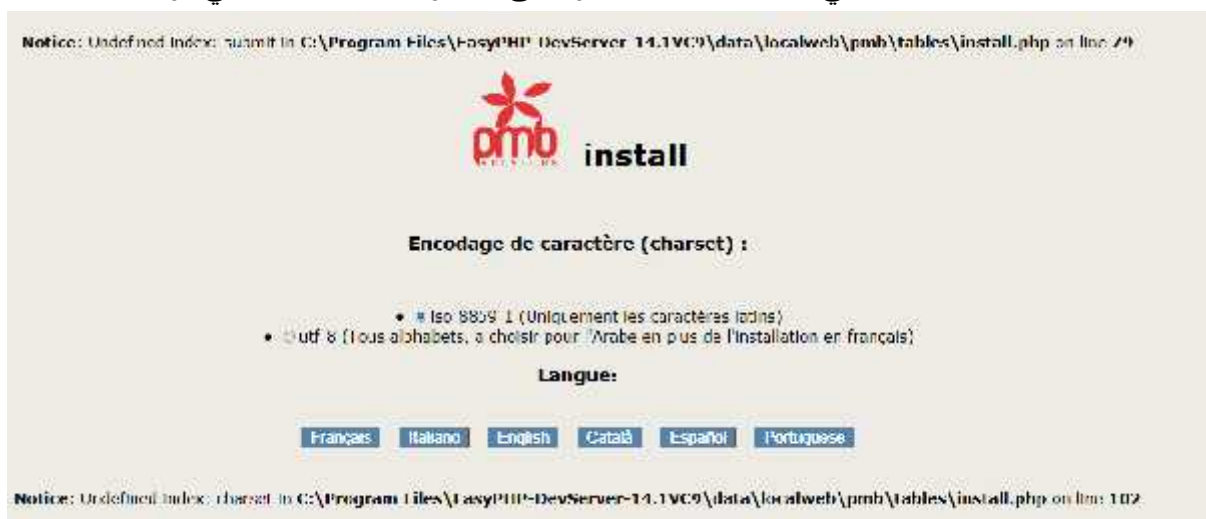 Notice: Undefined index: submit in C:\Program Files\EasyPHP-DevServer-14.1VC9\data\localweb\pmb\tables\install.php on line 29
pmb install
Encodage de caractère (charset) :
iso-8859-1 (Uniquement les caractères latins)
utf-8 (Tous alphabets, à choisir pour l'Arabe en plus de l'installation en français)
Langue:
Français Italiano English Català Español Portuguese
Notice: Undefined index: charset in C:\Program Files\EasyPHP-DevServer-14.1VC9\data\localweb\pmb\tables\install.php on line 102